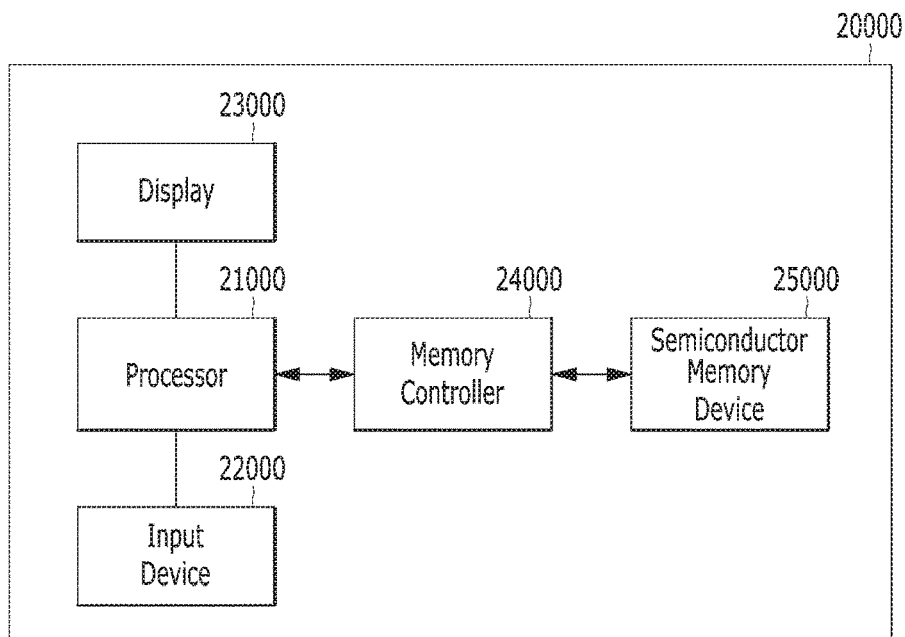 20000
23000
Display
21000
Processor
24000
Memory
Controller
25000
Semiconductor
Memory
Device
22000
Input
Device